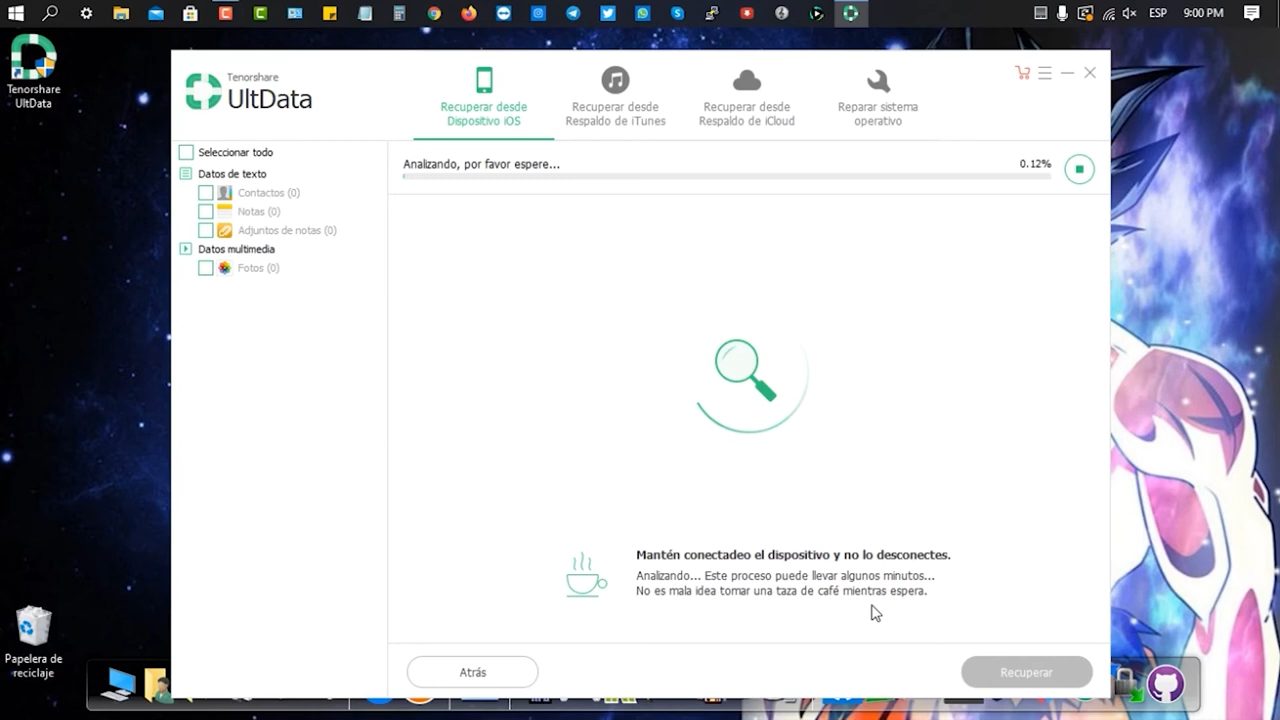 ESP 9:00 PM
Tenorshare
UltData
Tenorshare
UltData
Recuperar desde
Dispositivo iOS
Recuperar desde
Respaldo de iTunes
Recuperar desde
Respaldo de iCloud
Reparar sistema
operativo
Seleccionar todo
Datos de texto
Contactos (0)
Notas (0)
Adjuntos de notas (0)
Datos multimedia
Fotos (0)
Analizando, por favor espere...
0.12%
Mantén conectadeo el dispositivo y no lo desconectes.
Analizando... Este proceso puede llevar algunos minutos...
No es mala idea tomar una taza de café mientras espera.
Atrás
Recuperar
Papelera de
reciclaje